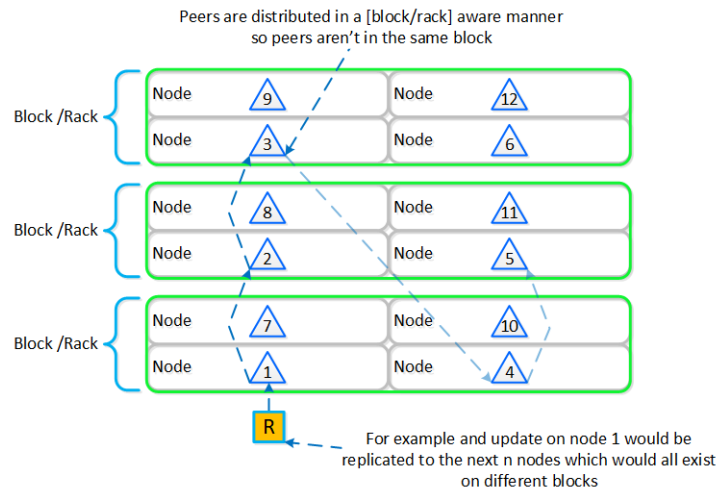 Peers are distributed in a [block/rack] aware manner
so peers aren't in the same block
Block /Rack
Node 9 Node 12
Node 3 Node 6
Block /Rack
Node 8 Node 11
Node 2 Node 5
Block /Rack
Node 7 Node 10
Node 1 Node 4
R
For example and update on node 1 would be
replicated to the next n nodes which would all exist
on different blocks